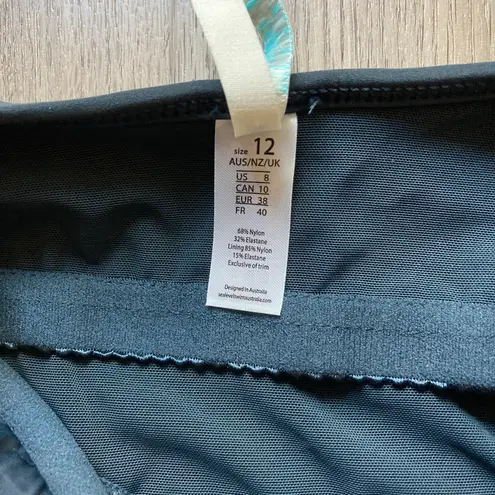 size 12
AUS/NZ/UK
US 8
CAN 10
EUR 38
FR 40
68% Nylon
32% Elastane
Lining 85% Nylon
15% Elastane
Exclusive of trim
Designed in Australia
sealevelswimaustralia.com